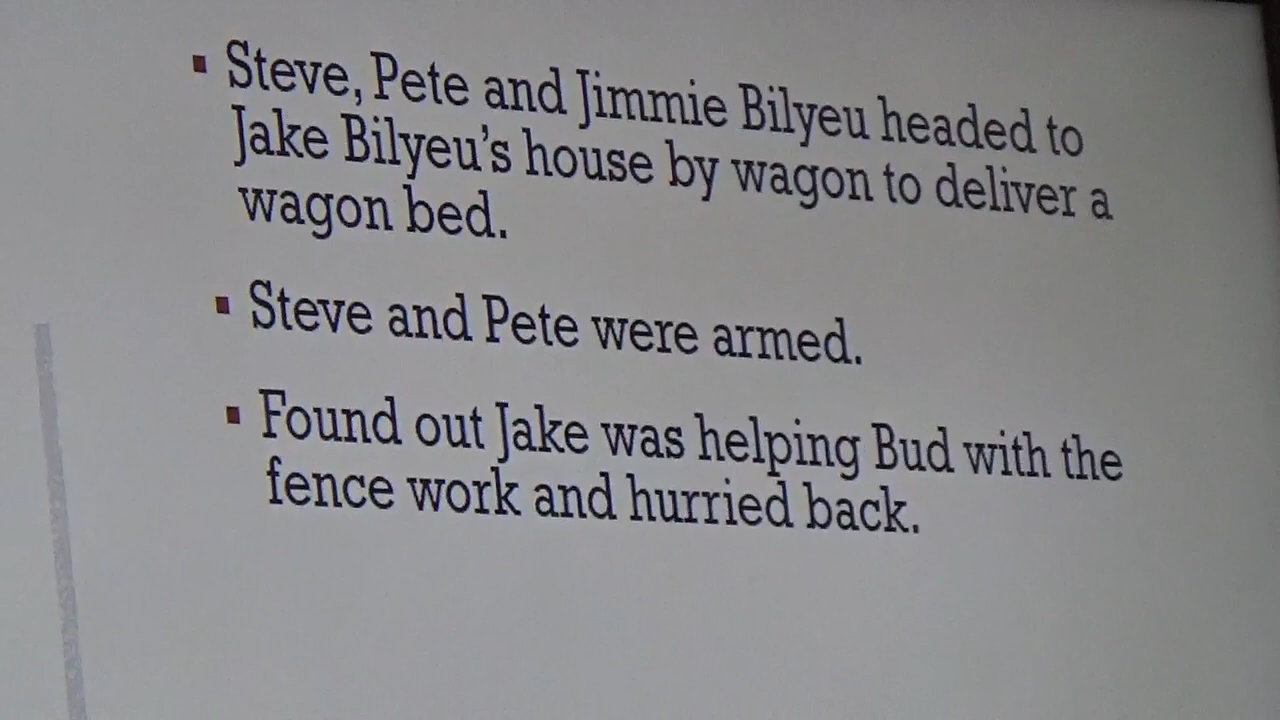 ▪ Steve, Pete and Jimmie Bilyeu headed to
Jake Bilyeu's house by wagon to deliver a
wagon bed.
▪ Steve and Pete were armed.
▪ Found out Jake was helping Bud with the
fence work and hurried back.